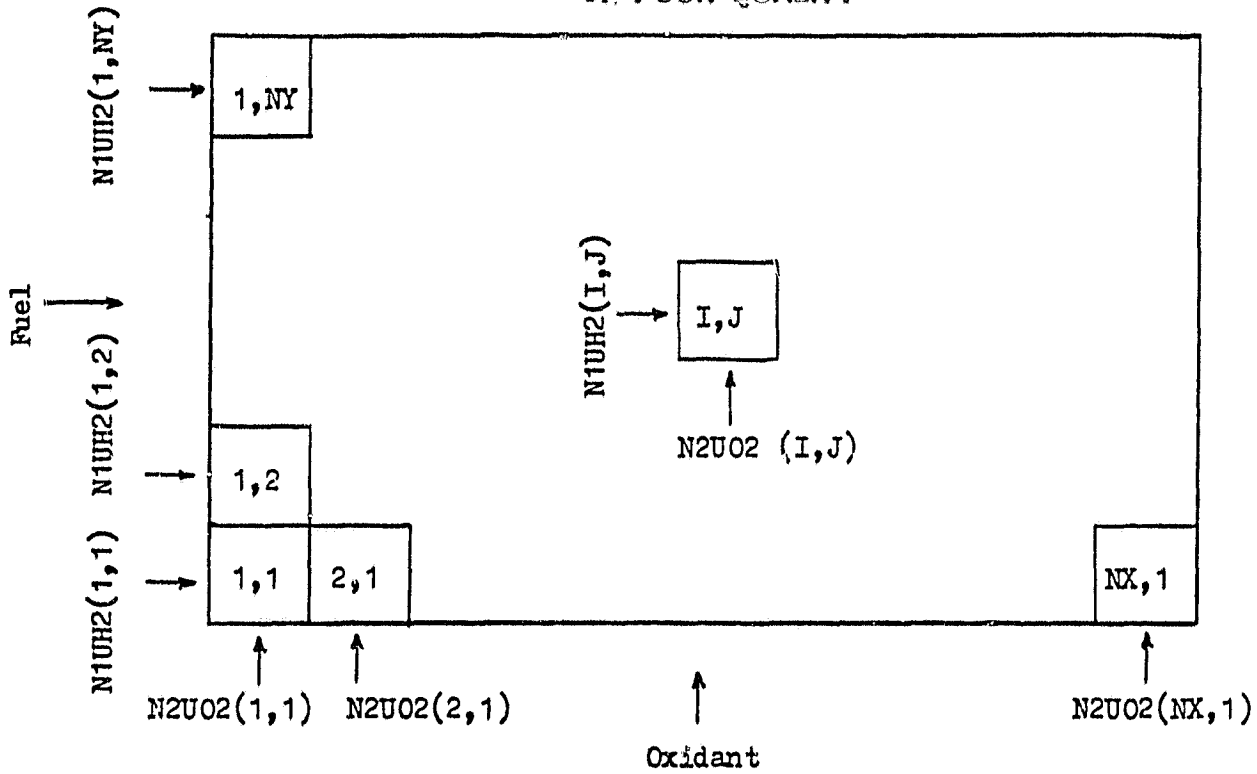 N1UH2(1,NY)
1,NY
Fuel
N1UH2(I,J)
I,J
N2UO2 (I,J)
N1UH2(1,2)
1,2
N1UH2(1,1)
1,1
2,1
NX,1
N2UO2(1,1)
N2UO2(2,1)
N2UO2(NX,1)
Oxidant